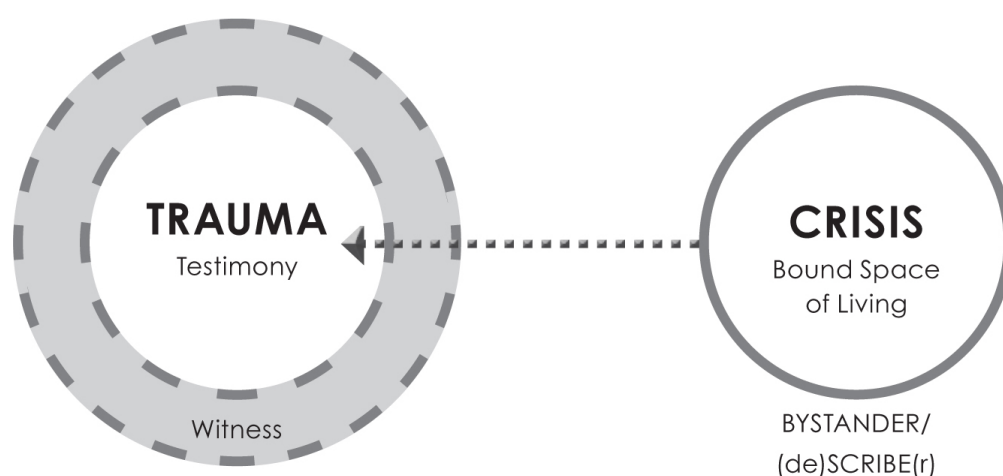 TRAUMA
Testimony
Witness
CRISIS
Bound Space
of Living
BYSTANDER/
(de)SCRIBE(r)